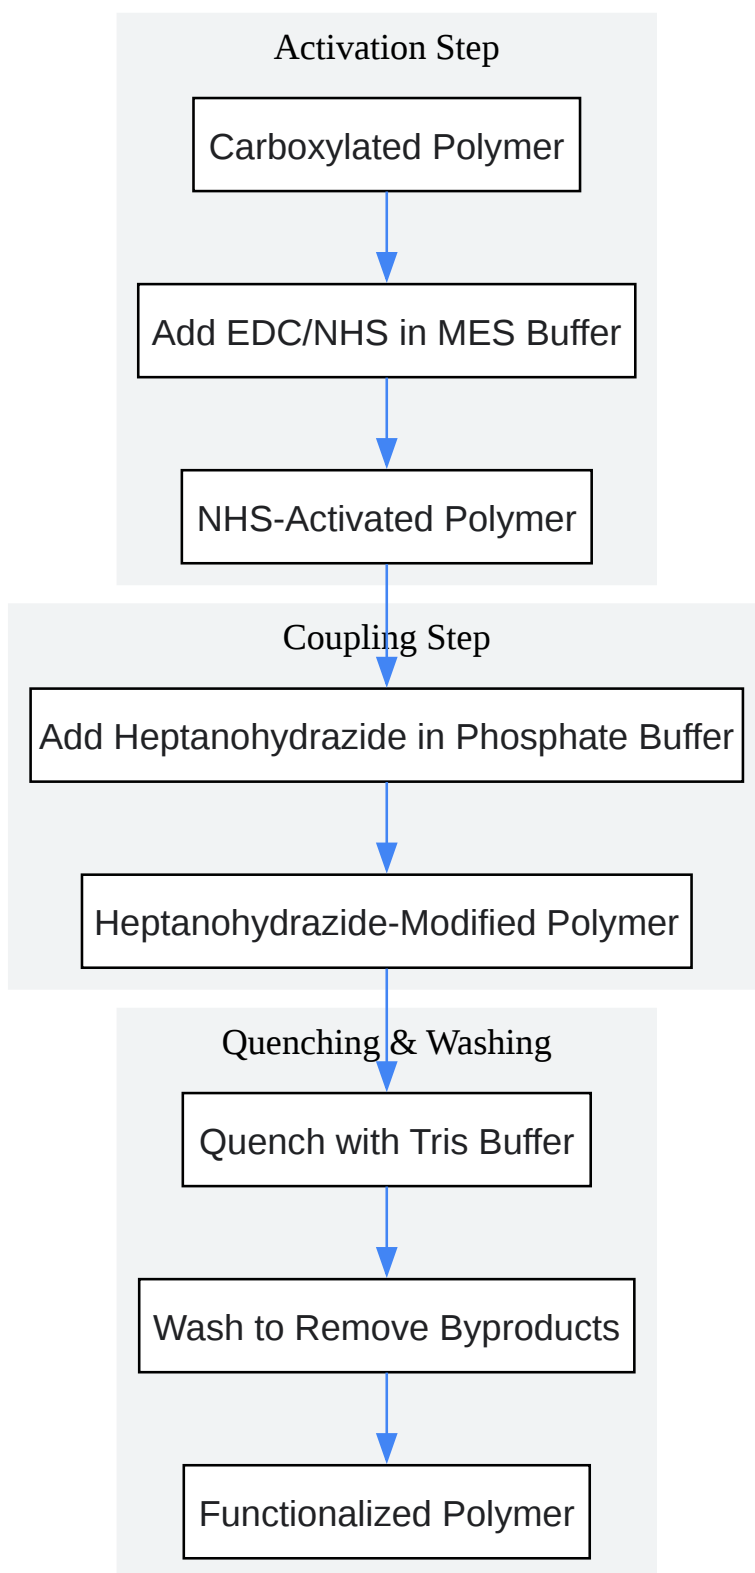 Activation Step
Carboxylated Polymer
Add EDC/NHS in MES Buffer
NHS-Activated Polymer
Coupling Step
Add Heptanohydrazide in Phosphate Buffer
Heptanohydrazide-Modified Polymer
Quenching & Washing
Quench with Tris Buffer
Wash to Remove Byproducts
Functionalized Polymer